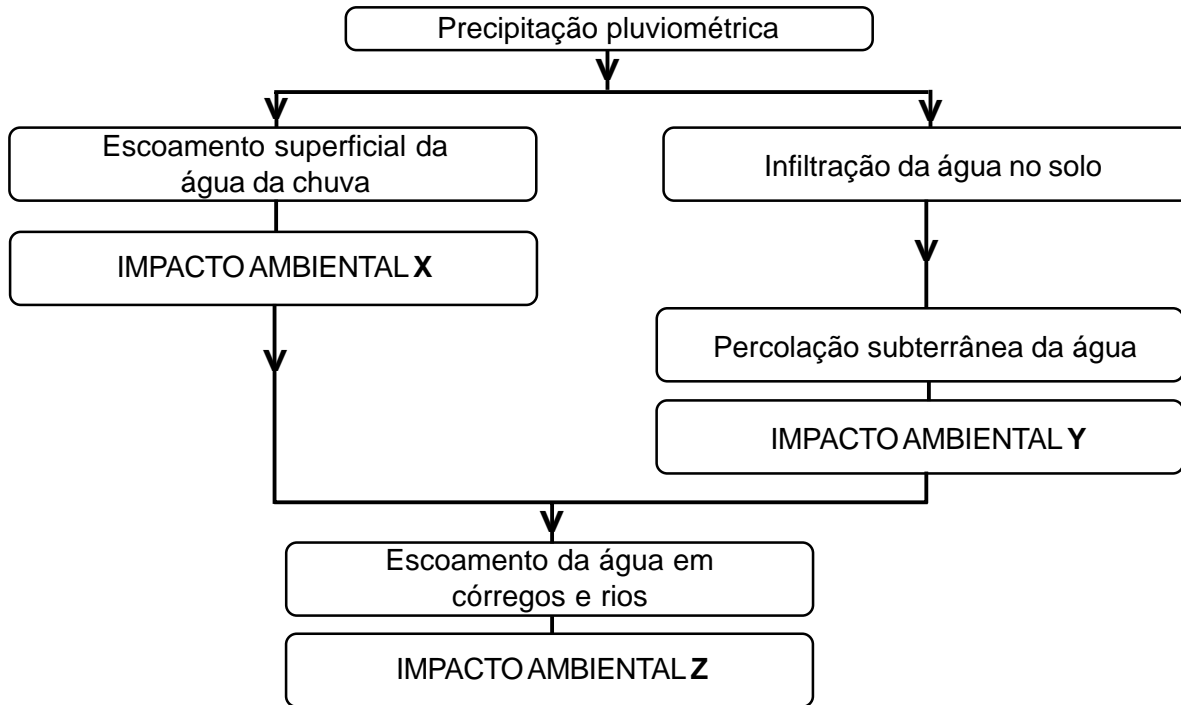 Precipitação pluviométrica
Escoamento superficial da
água da chuva
Infiltração da água no solo
IMPACTO AMBIENTAL X
Percolação subterrânea da água
IMPACTO AMBIENTAL Y
Escoamento da água em
córregos e rios
IMPACTO AMBIENTAL Z